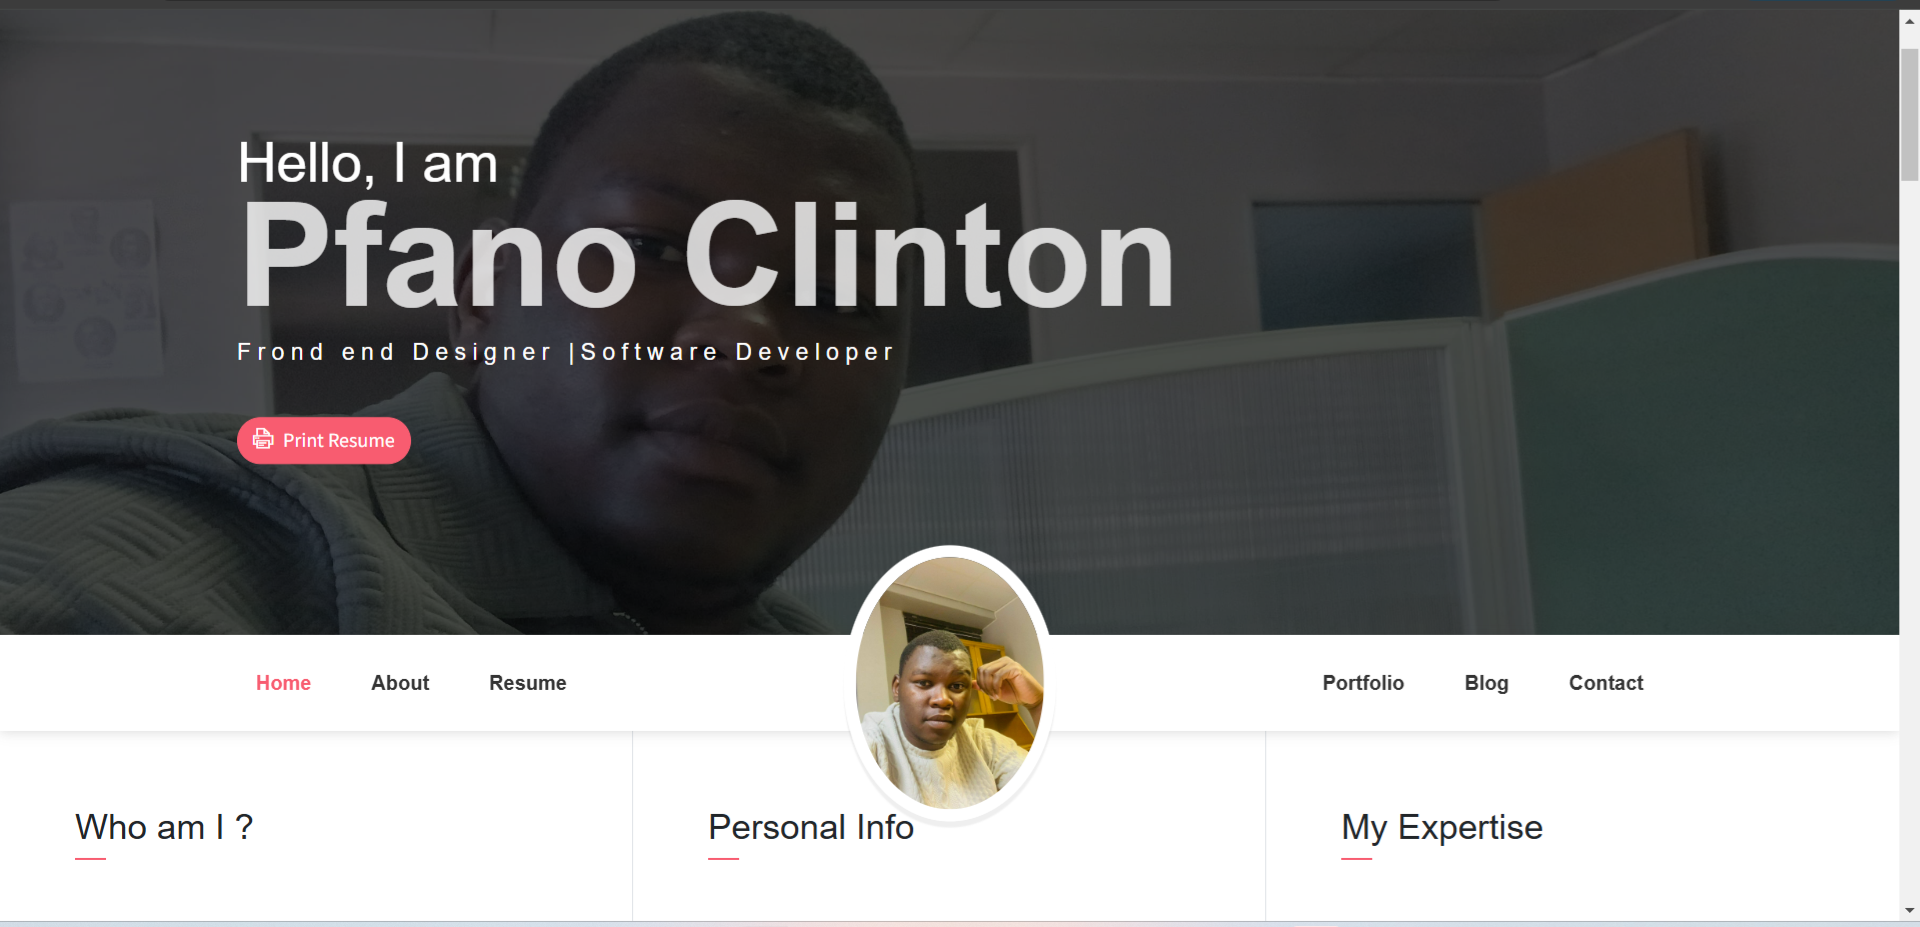 Hello, I am
Pfano Clinton
Frond end Designer |Software Developer
Print Resume
Home About Resume Portfolio Blog Contact
Who am I ?
Personal Info
My Expertise